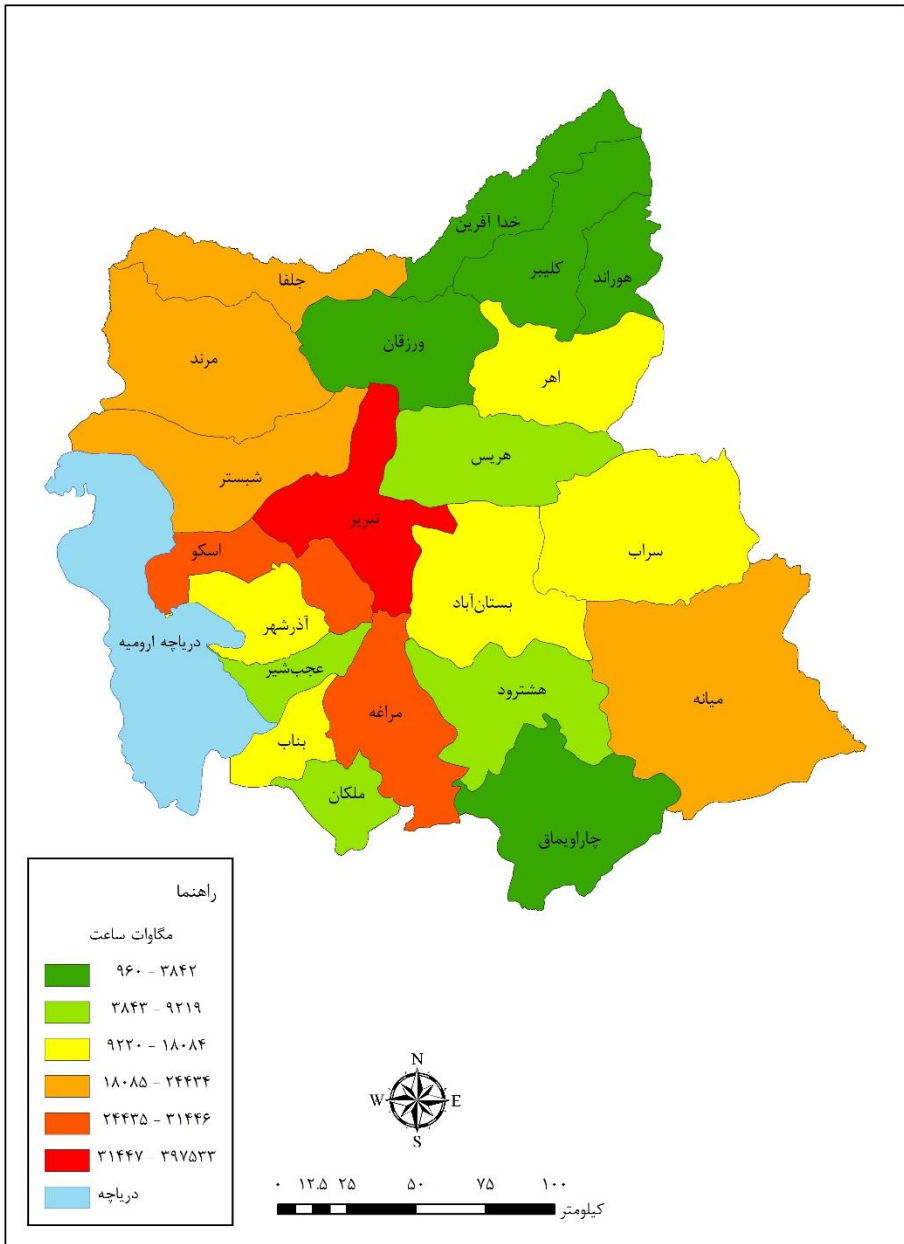 خدا آفرین
کلیبر
هوراند
جلفا
ورزقان
مرند
اهر
هریس
شبستر
تبریز
سراب
اسکو
بستان‌آباد
آذرشهر
دریاچه ارومیه
عجب‌شیر
هشترود
میانه
مراغه
بناب
ملکان
چاراویماق
راهنما
مگاوات ساعت
۹۶۰ - ۳۸۴۲
۳۸۴۳ - ۹۲۱۹
۹۲۲۰ - ۱۸۰۸۴
۱۸۰۸۵ - ۲۴۴۳۴
۲۴۴۳۵ - ۳۱۴۴۶
۳۱۴۴۷ - ۳۹۷۵۳۳
دریاچه
N
W E
S
۰ ۱۲.۵ ۲۵ ۵۰ ۷۵ ۱۰۰
کیلومتر